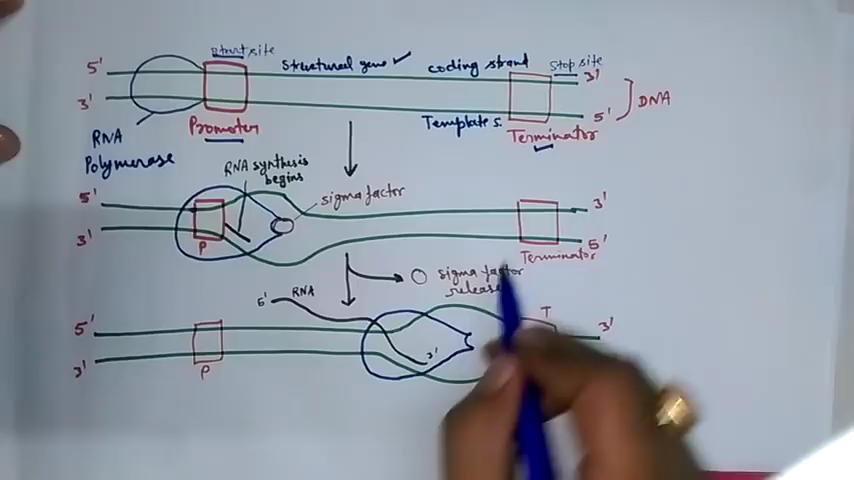 start site
5' structural gene ✓ coding strand stop site 3'
3' 5' DNA
RNA Polymerase Promoter Template s. Terminator
RNA synthesis begins
5' sigma factor 3'
3' P 5'
Terminator
sigma factor release
5' RNA T
5' 3'
3' P 3'